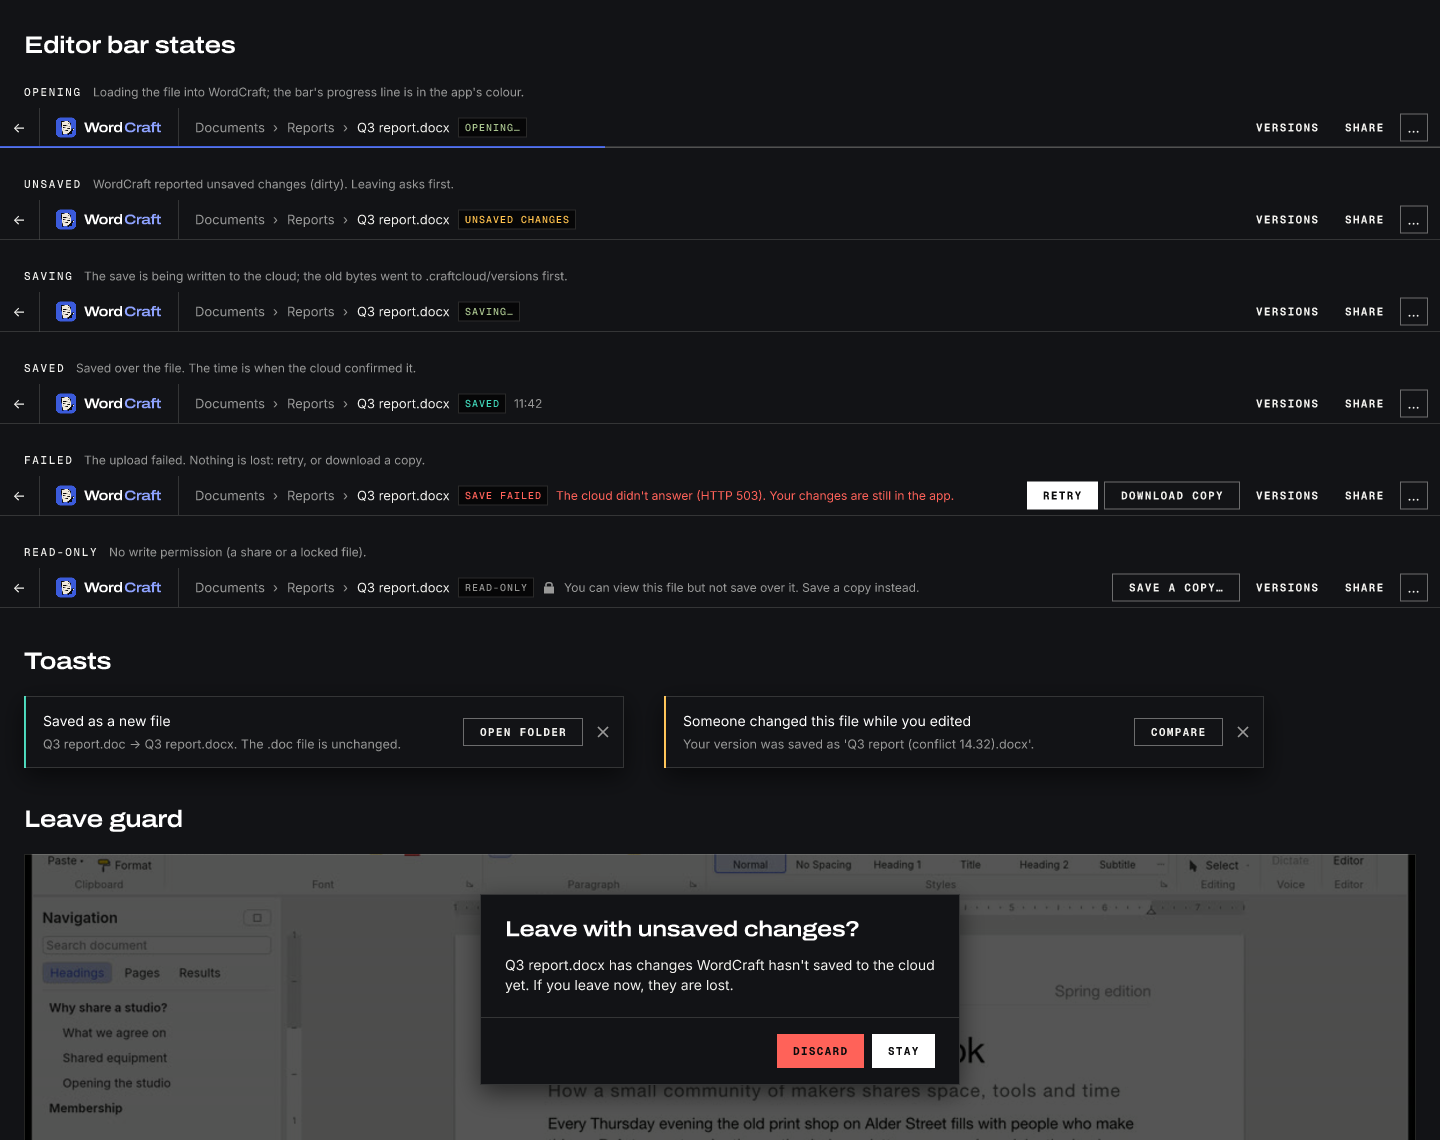 Editor bar states
OPENING Loading the file into WordCraft; the bar's progress line is in the app's colour.
← WordCraft Documents › Reports › Q3 report.docx OPENING… VERSIONS SHARE …
UNSAVED WordCraft reported unsaved changes (dirty). Leaving asks first.
← WordCraft Documents › Reports › Q3 report.docx UNSAVED CHANGES VERSIONS SHARE …
SAVING The save is being written to the cloud; the old bytes went to .craftcloud/versions first.
← WordCraft Documents › Reports › Q3 report.docx SAVING… VERSIONS SHARE …
SAVED Saved over the file. The time is when the cloud confirmed it.
← WordCraft Documents › Reports › Q3 report.docx SAVED 11:42 VERSIONS SHARE …
FAILED The upload failed. Nothing is lost: retry, or download a copy.
← WordCraft Documents › Reports › Q3 report.docx SAVE FAILED The cloud didn't answer (HTTP 503). Your changes are still in the app. RETRY DOWNLOAD COPY VERSIONS SHARE …
READ-ONLY No write permission (a share or a locked file).
← WordCraft Documents › Reports › Q3 report.docx READ-ONLY You can view this file but not save over it. Save a copy instead. SAVE A COPY… VERSIONS SHARE …
Toasts
Saved as a new file
Q3 report.doc → Q3 report.docx. The .doc file is unchanged.
OPEN FOLDER
Someone changed this file while you edited
Your version was saved as 'Q3 report (conflict 14.32).docx'.
COMPARE
Leave guard
Paste Format Normal No Spacing Heading 1 Title Heading 2 Subtitle Select Dictate Editor
Clipboard Font Paragraph Styles Editing Voice Editor
Navigation
Search document
Headings Pages Results
Why share a studio?
What we agree on
Shared equipment
Opening the studio
Membership
Leave with unsaved changes?
Q3 report.docx has changes WordCraft hasn't saved to the cloud
yet. If you leave now, they are lost.
DISCARD STAY
Spring edition
ok
How a small community of makers shares space, tools and time
Every Thursday evening the old print shop on Alder Street fills with people who make